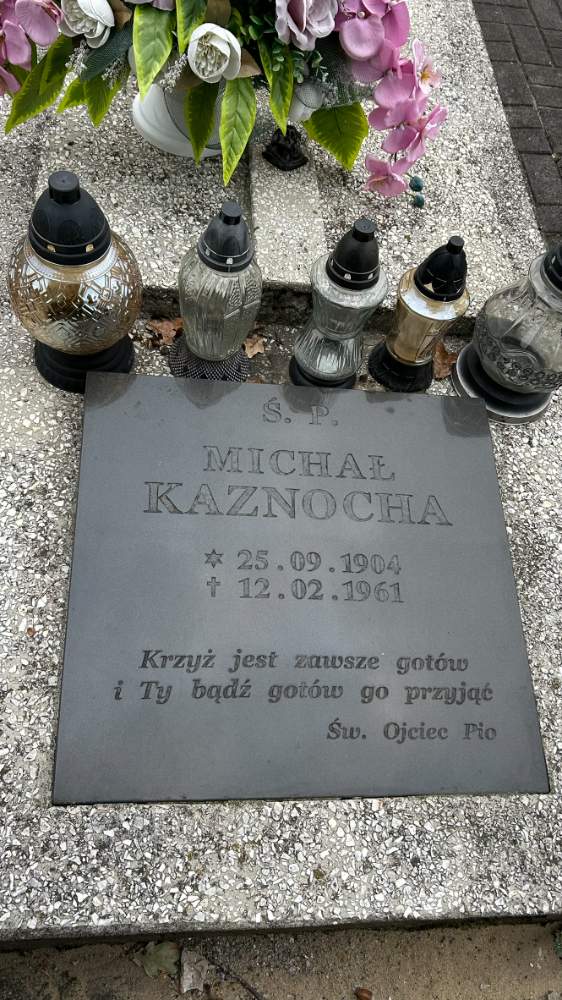 Ś. P.
MICHAŁ
KAZNOCHA
✡ 25.09.1904
✝ 12.02.1961
Krzyż jest zawsze gotów
i Ty bądź gotów go przyjąć
Św. Ojciec Pio